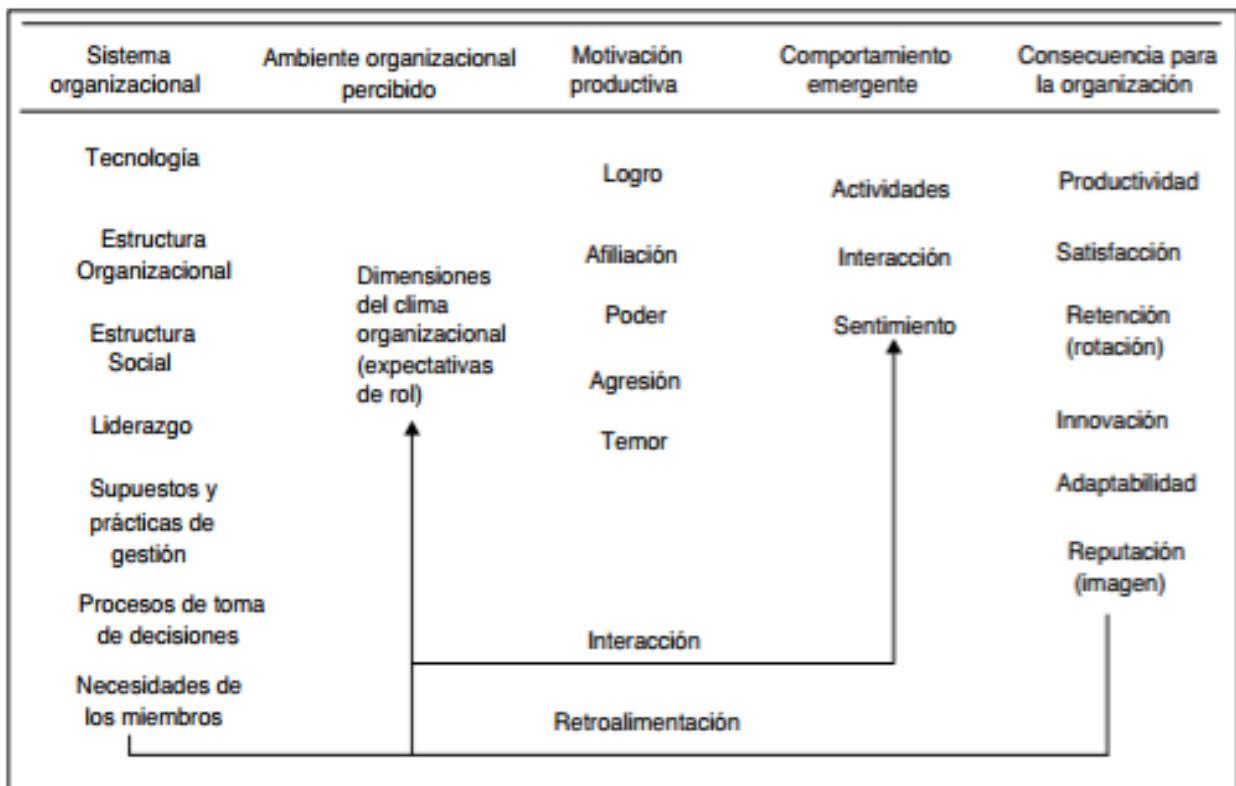 Sistema
organizacional
Ambiente organizacional
percibido
Motivación
productiva
Comportamiento
emergente
Consecuencia para
la organización
Tecnología
Estructura
Organizacional
Estructura
Social
Liderazgo
Supuestos y
prácticas de
gestión
Procesos de toma
de decisiones
Necesidades de
los miembros
Dimensiones
del clima
organizacional
(expectativas
de rol)
Logro
Afiliación
Poder
Agresión
Temor
Actividades
Interacción
Sentimiento
Productividad
Satisfacción
Retención
(rotación)
Innovación
Adaptabilidad
Reputación
(imagen)
Interacción
Retroalimentación